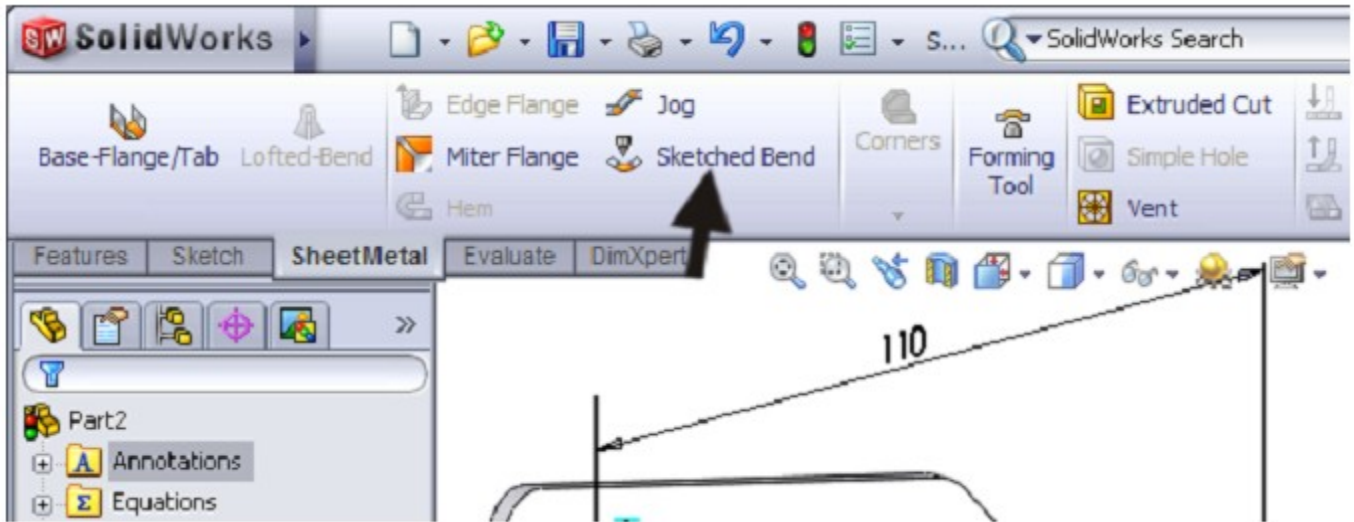 SolidWorks
S...
SolidWorks Search
Base-Flange/Tab
Lofted-Bend
Edge Flange
Miter Flange
Hem
Jog
Sketched Bend
Corners
Forming
Tool
Extruded Cut
Simple Hole
Vent
Features
Sketch
SheetMetal
Evaluate
DimXpert
110
Part2
A Annotations
Σ Equations